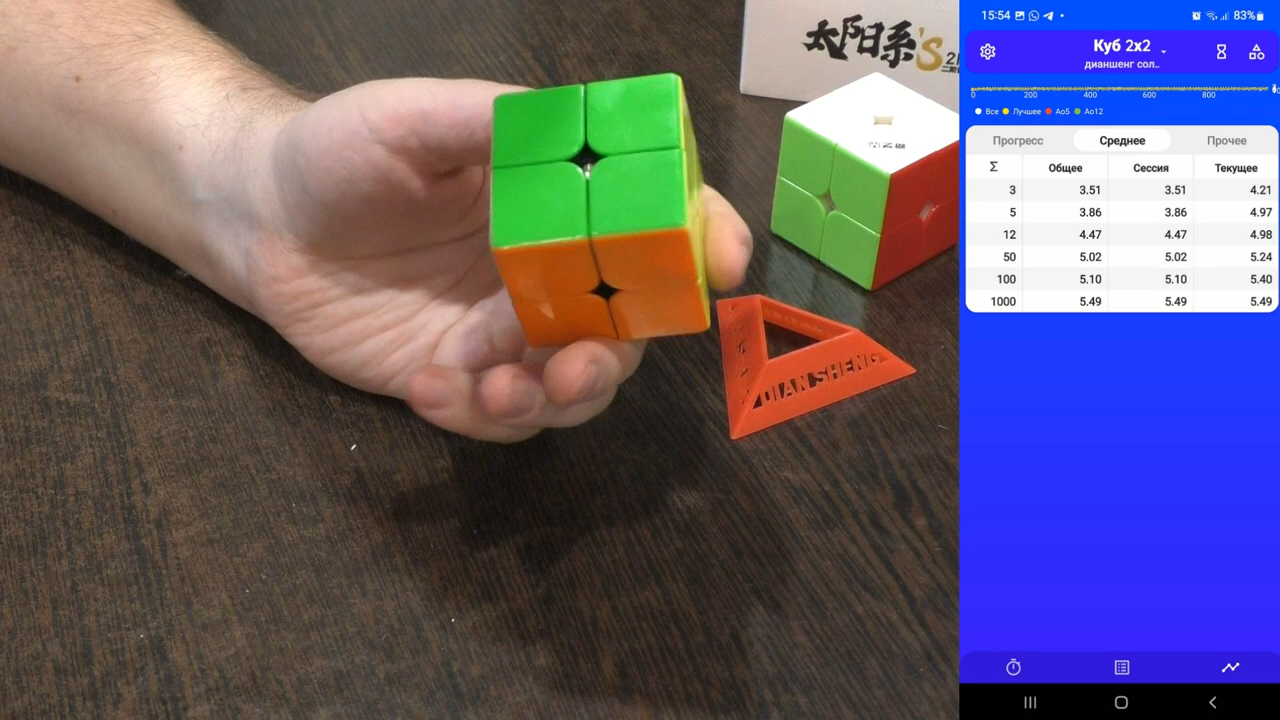 太阳系's
DIAN SHENG
15:54
83%
Куб 2x2
дианшенг сол..
0 200 400 600 800
Все Лучшее Ao5 Ao12
Прогресс Среднее Прочее
Σ Общее Сессия Текущее
3 3.51 3.51 4.21
5 3.86 3.86 4.97
12 4.47 4.47 4.98
50 5.02 5.02 5.24
100 5.10 5.10 5.40
1000 5.49 5.49 5.49